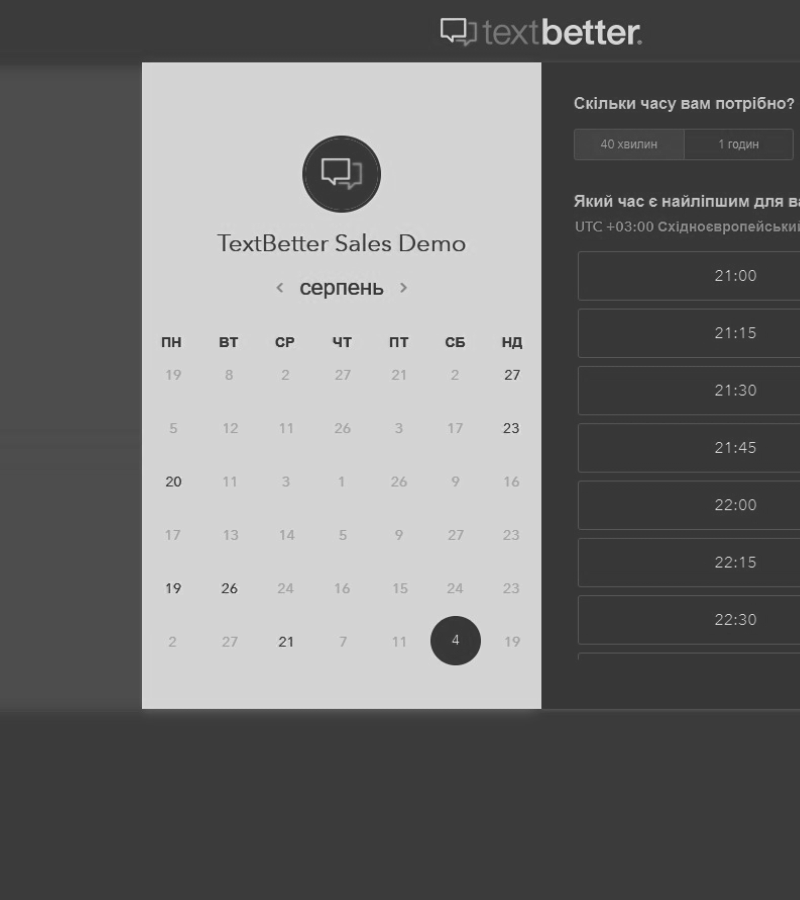 textbetter.
TextBetter Sales Demo
серпень
ПН ВТ СР ЧТ ПТ СБ НД
19 8 2 27 21 2 27
5 12 11 26 3 17 23
20 11 3 1 26 9 16
17 13 14 5 9 27 23
19 26 24 16 15 24 23
2 27 21 7 11 4 19
Скільки часу вам потрібно?
40 хвилин 1 годин
Який час є найліпшим для
UTC +03:00
21:00
21:15
21:30
21:45
22:00
22:15
22:30